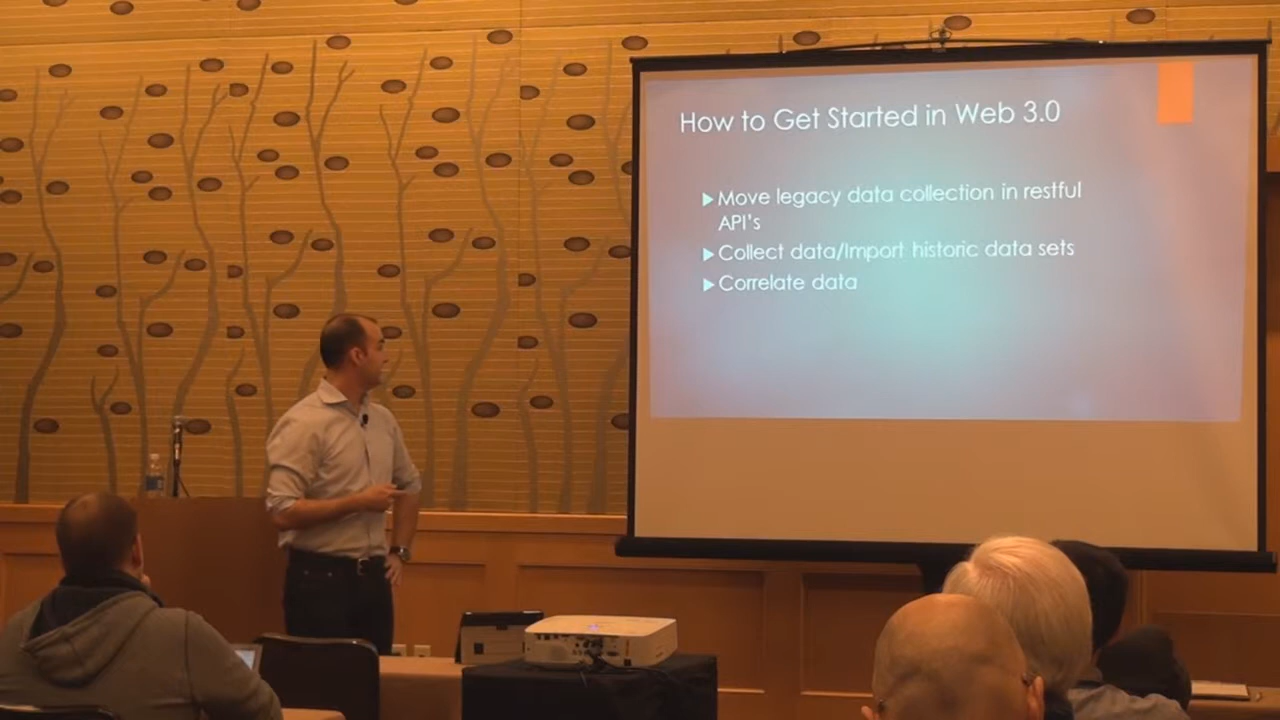 How to Get Started in Web 3.0
Move legacy data collection in restful
API's
Collect data/Import historic data sets
Correlate data